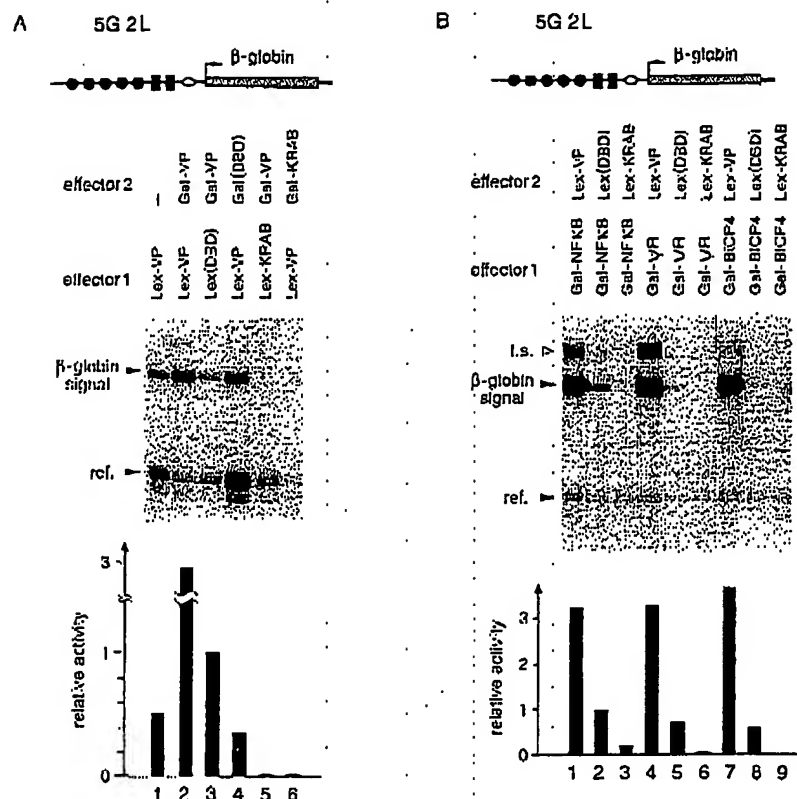 A
5G 2L
β-globin
effector 2
-
Gal-VP
Gal-VP
Gal(DBD)
Gal-VP
Gal-KRAB
effector 1
Lex-VP
Lex-VP
Lex(DBD)
Lex-VP
Lex-KRAB
Lex-VP
β-globin
signal
ref.
relative activity
3
1
0
1 2 3 4 5 6
B
5G 2L
β-globin
effector 2
Lex-VP
Lex(DBD)
Lex-KRAB
Lex-VP
Lex(DBD)
Lex-KRAB
Lex-VP
Lex(DBD)
Lex-KRAB
effector 1
Gal-NFκB
Gal-NFκB
Gal-NFκB
Gal-VR
Gal-VR
Gal-VR
Gal-BICP4
Gal-BICP4
Gal-BICP4
i.s.
β-globin
signal
ref.
relative activity
3
2
1
0
1 2 3 4 5 6 7 8 9